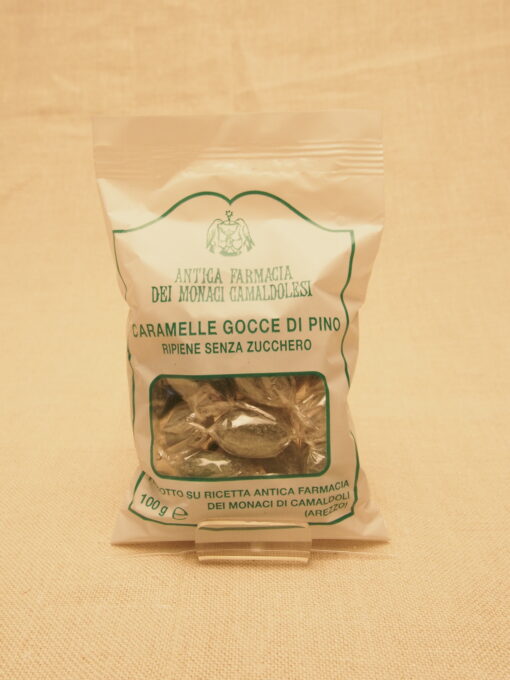 ANTICA FARMACIA
DEI MONACI CAMALDOLESI
CARAMELLE GOCCE DI PINO
RIPIENE SENZA ZUCCHERO
SU RICETTA ANTICA FARMACIA
DEI MONACI DI CAMALDOLI
(AREZZO)
100 g ℮